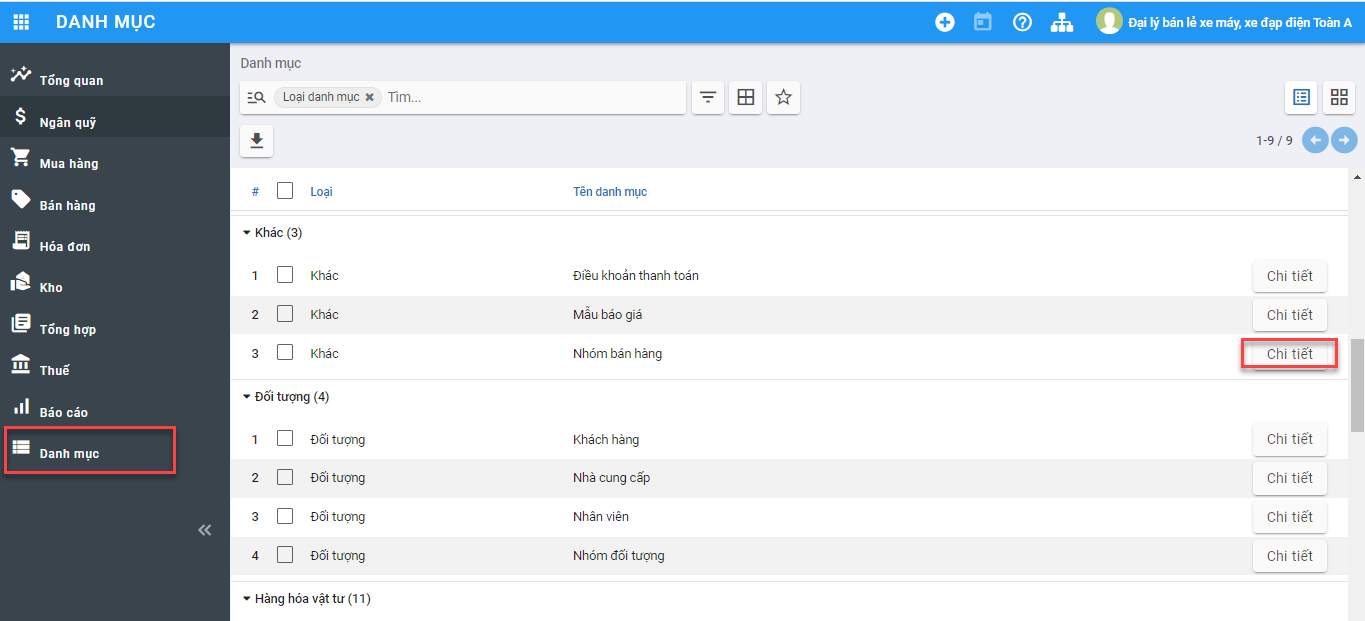 DANH MỤC
Đại lý bán lẻ xe máy, xe đạp điện Toàn A
Tổng quan
Ngân quỹ
Mua hàng
Bán hàng
Hóa đơn
Kho
Tổng hợp
Thuế
Báo cáo
Danh mục
Danh mục
Loại danh mục Tìm...
1-9 / 9
# Loại Tên danh mục
Khác (3)
1 Khác Điều khoản thanh toán Chi tiết
2 Khác Mẫu báo giá Chi tiết
3 Khác Nhóm bán hàng Chi tiết
Đối tượng (4)
1 Đối tượng Khách hàng Chi tiết
2 Đối tượng Nhà cung cấp Chi tiết
3 Đối tượng Nhân viên Chi tiết
4 Đối tượng Nhóm đối tượng Chi tiết
Hàng hóa vật tư (11)